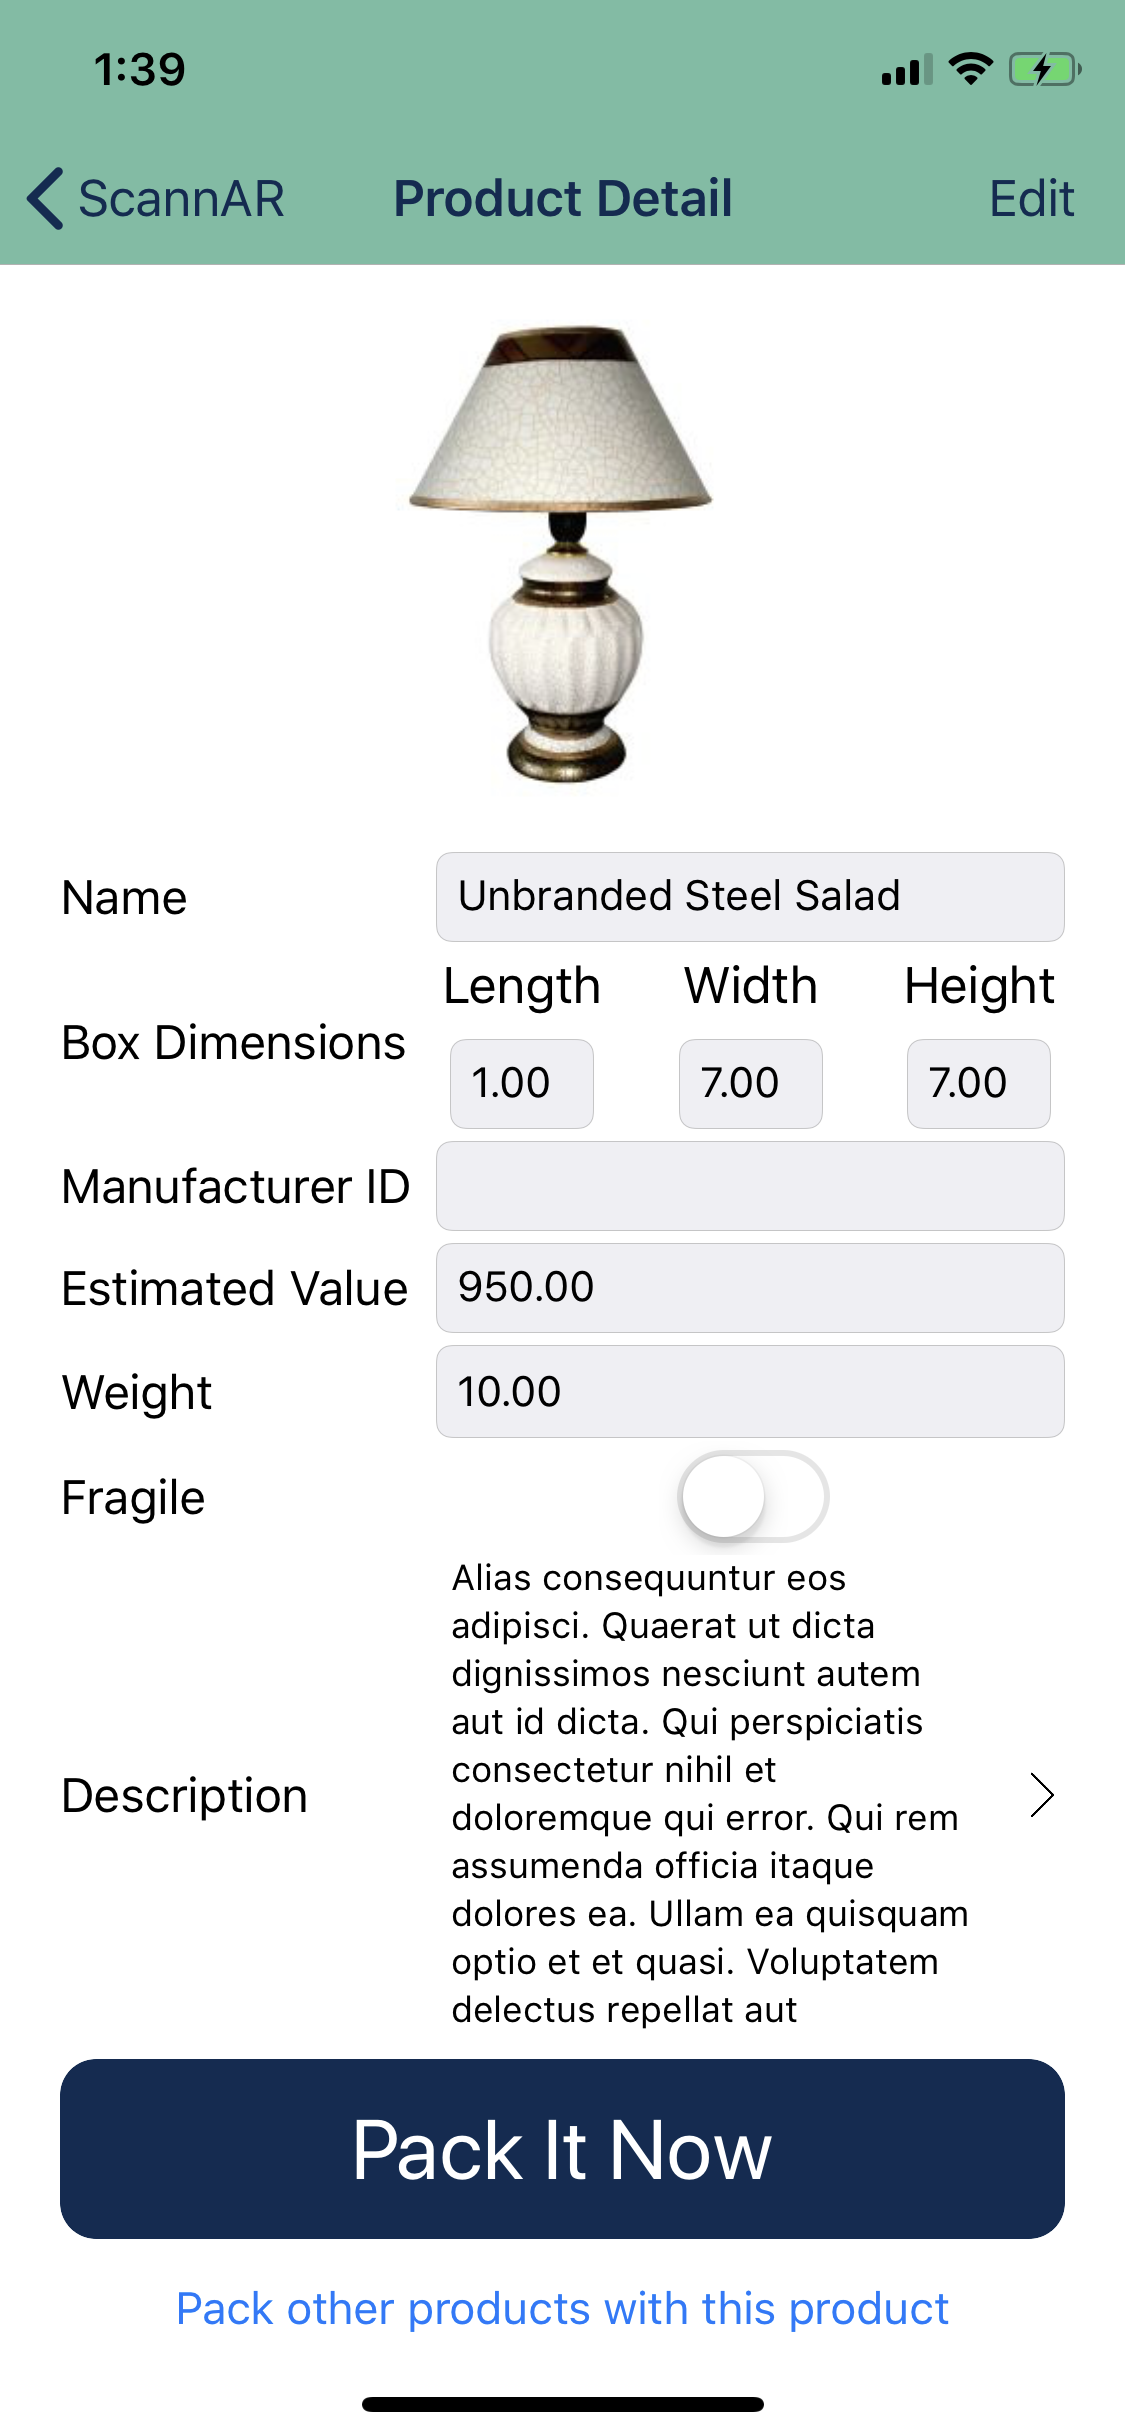 1:39
ScannAR Product Detail Edit
Name Unbranded Steel Salad
Length Width Height
Box Dimensions
1.00 7.00 7.00
Manufacturer ID
Estimated Value 950.00
Weight 10.00
Fragile
Description
Alias consequuntur eos
adipisci. Quaerat ut dicta
dignissimos nesciunt autem
aut id dicta. Qui perspiciatis
consectetur nihil et
doloremque qui error. Qui rem
assumenda officia itaque
dolores ea. Ullam ea quisquam
optio et et quasi. Voluptatem
delectus repellat aut
Pack It Now
Pack other products with this product